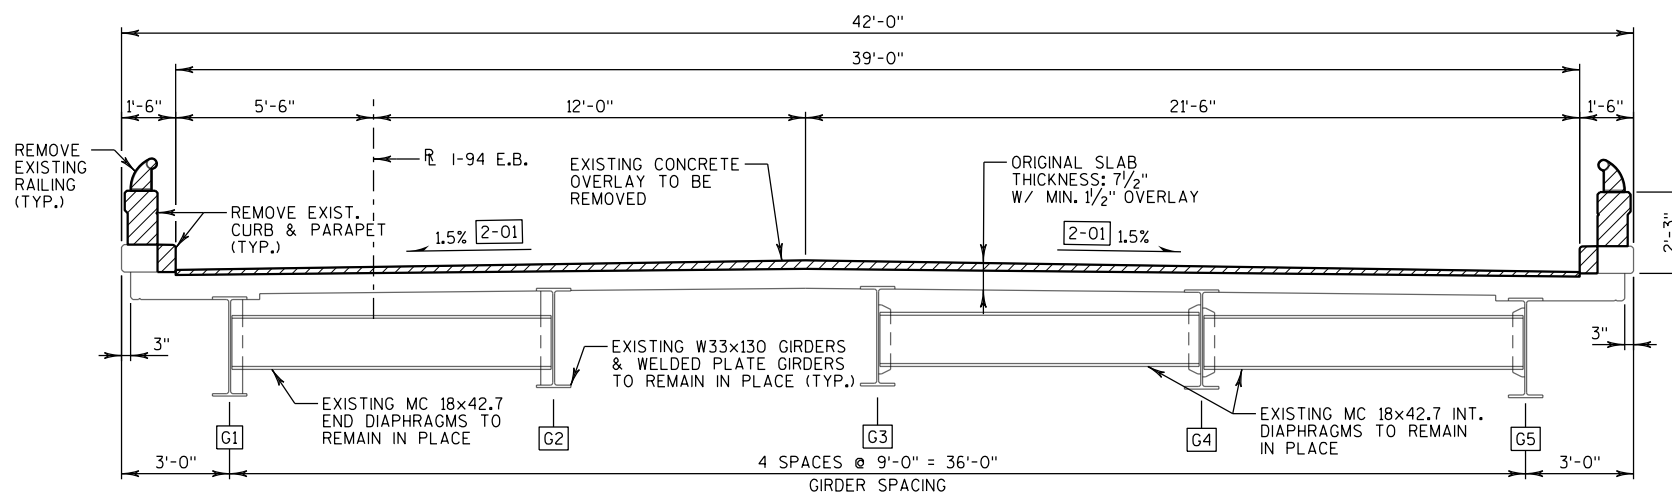 42'-0"
39'-0"
1'-6"
5'-6"
12'-0"
21'-6"
1'-6"
REMOVE
EXISTING
RAILING
(TYP.)
REMOVE EXIST.
CURB & PARAPET
(TYP.)
℞ I-94 E.B.
EXISTING CONCRETE
OVERLAY TO BE
REMOVED
ORIGINAL SLAB
THICKNESS: 7½"
W/ MIN. 1½" OVERLAY
1.5% 2-01
2-01 1.5%
2'-3"
3"
3"
EXISTING W33x130 GIRDERS
& WELDED PLATE GIRDERS
TO REMAIN IN PLACE (TYP.)
EXISTING MC 18x42.7
END DIAPHRAGMS TO
REMAIN IN PLACE
EXISTING MC 18x42.7 INT.
DIAPHRAGMS TO REMAIN
IN PLACE
G1
G2
G3
G4
G5
3'-0"
4 SPACES @ 9'-0" = 36'-0"
3'-0"
GIRDER SPACING